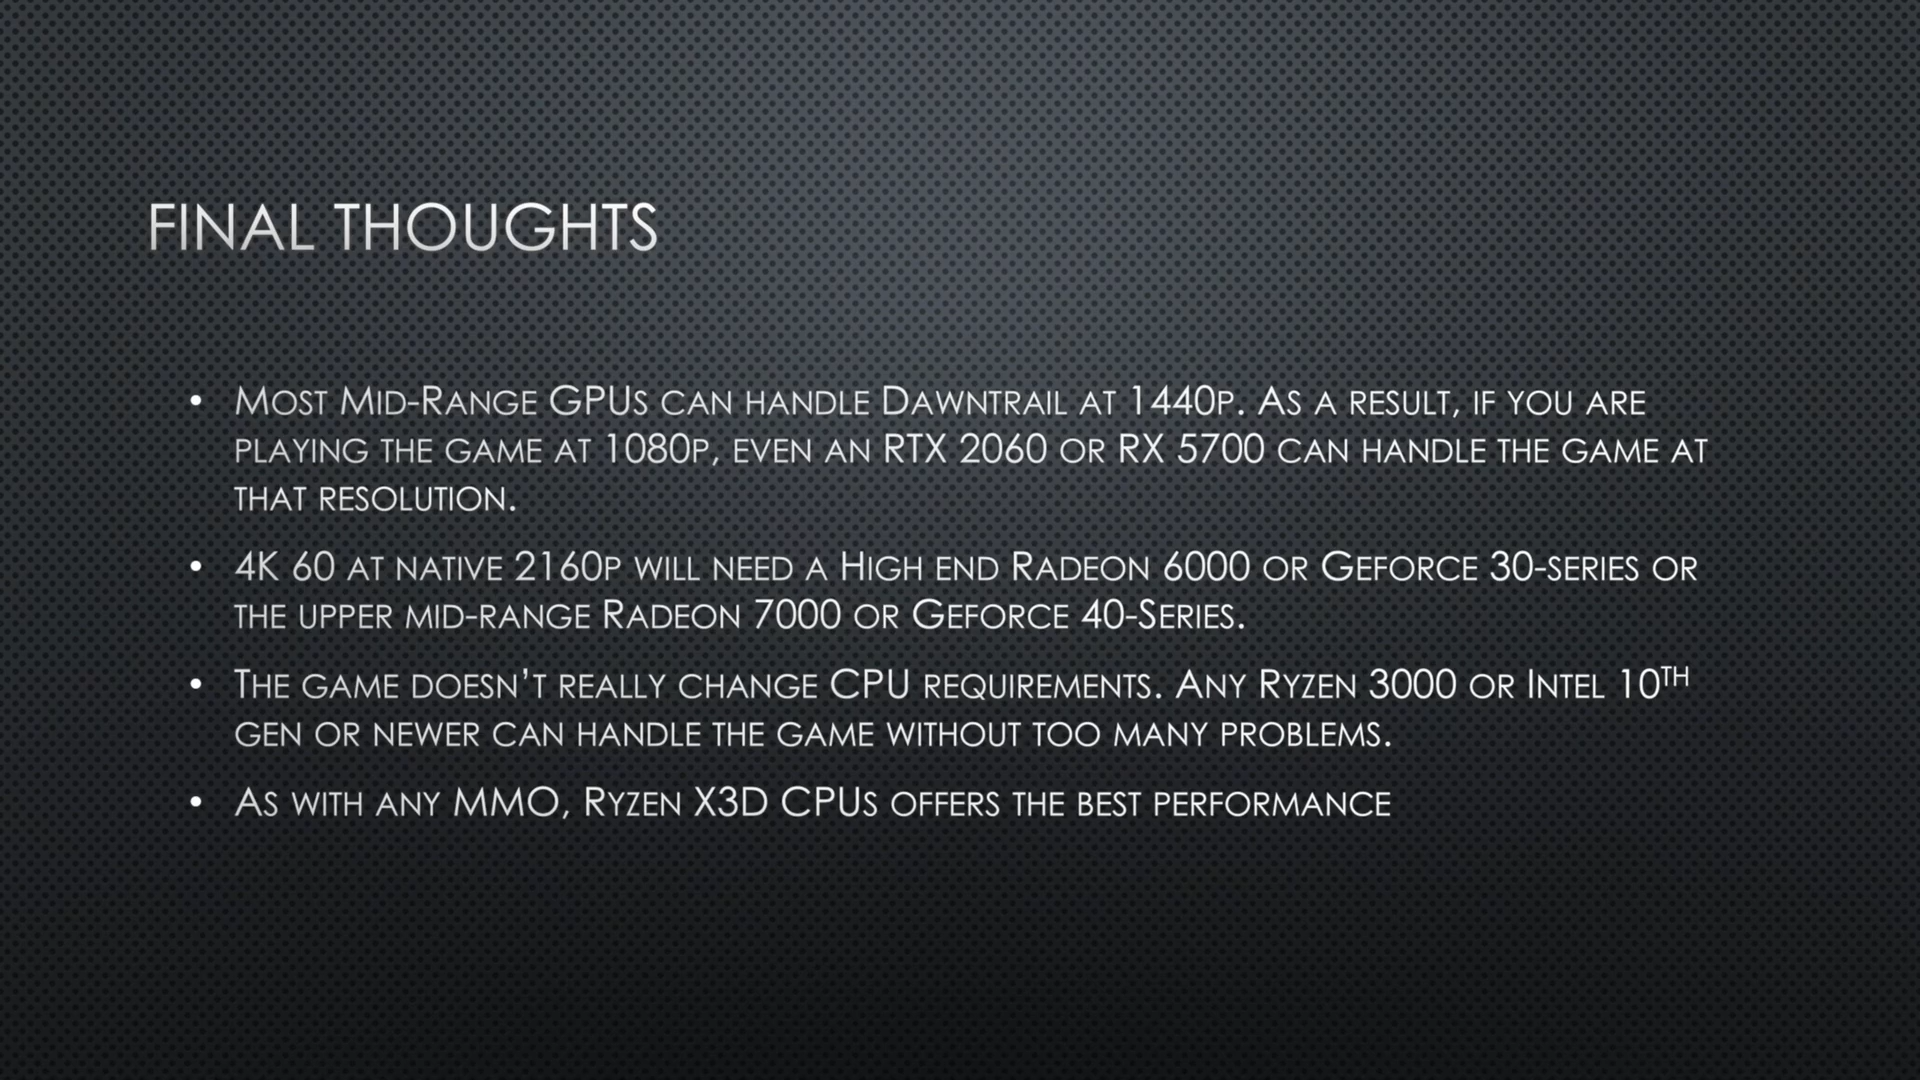 FINAL THOUGHTS
• Most Mid-Range GPUs can handle Dawntrail at 1440p. As a result, if you are
playing the game at 1080p, even an RTX 2060 or RX 5700 can handle the game at
that resolution.
• 4K 60 at native 2160p will need a High end Radeon 6000 or Geforce 30-series or
the upper mid-range Radeon 7000 or Geforce 40-Series.
• The game doesn’t really change CPU requirements. Any Ryzen 3000 or Intel 10th
gen or newer can handle the game without too many problems.
• As with any MMO, Ryzen X3D CPUs offers the best performance